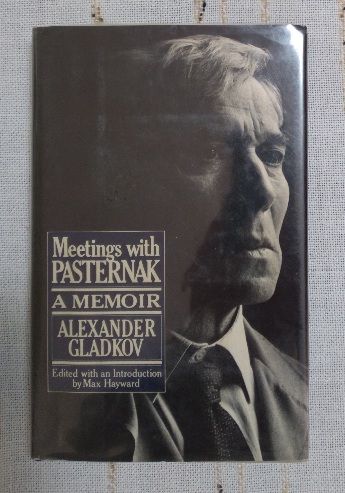 Meetings with
PASTERNAK
A MEMOIR
ALEXANDER
GLADKOV
Edited with an Introduction
by Max Hayward